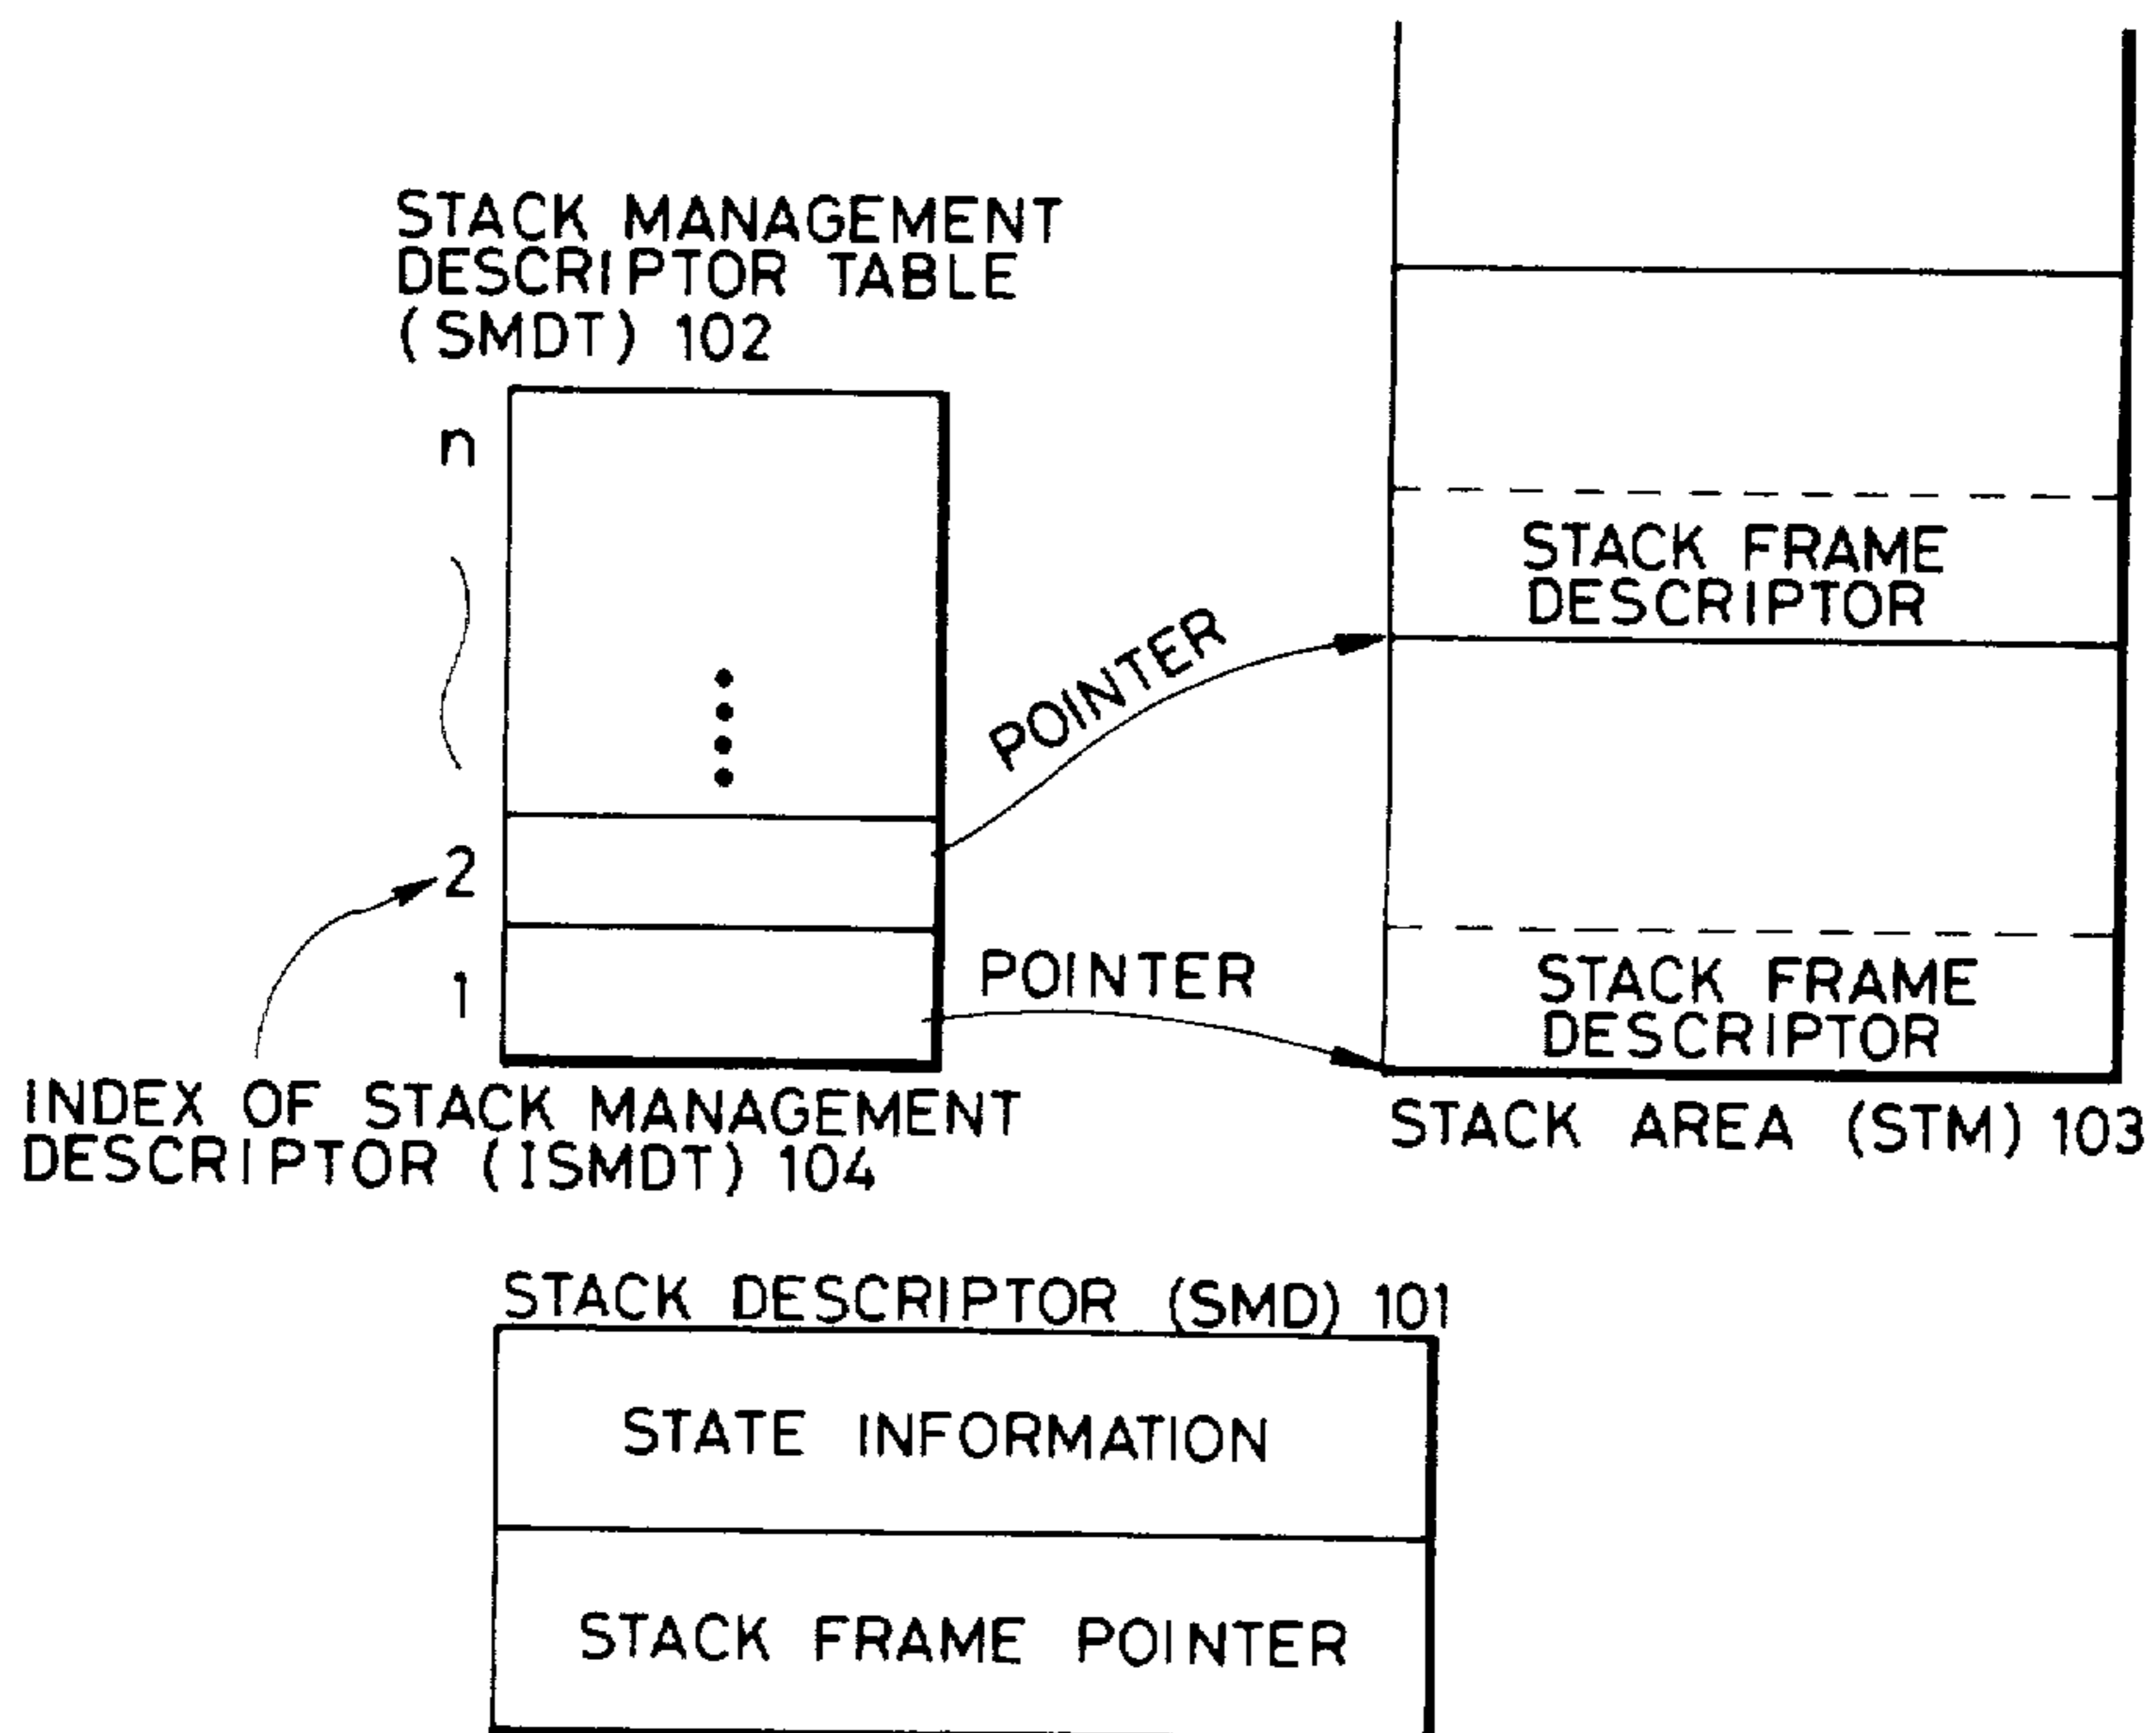 STACK MANAGEMENT
DESCRIPTOR TABLE
(SMDT) 102
n
2
1
POINTER
POINTER
STACK FRAME
DESCRIPTOR
STACK FRAME
DESCRIPTOR
INDEX OF STACK MANAGEMENT
DESCRIPTOR (ISMDT) 104
STACK AREA (STM) 103
STACK DESCRIPTOR (SMD) 101
STATE INFORMATION
STACK FRAME POINTER